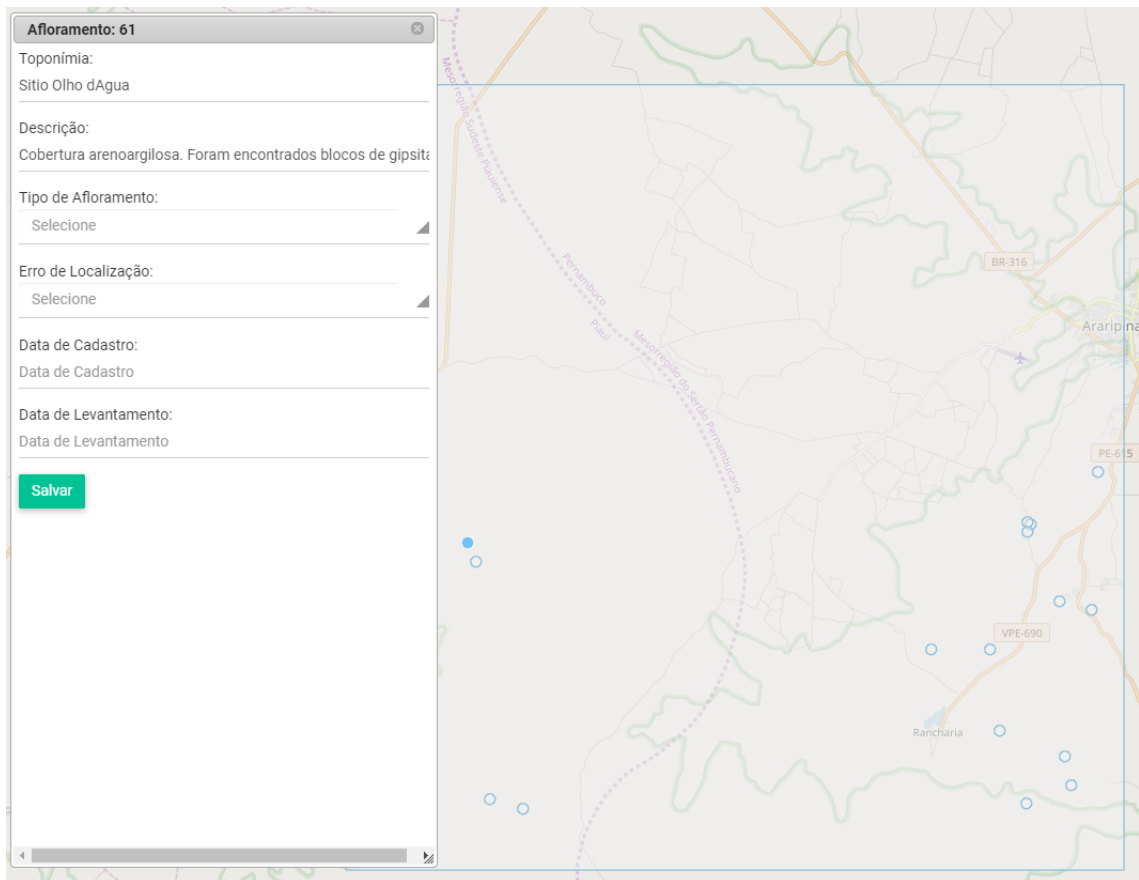 Afloramento: 61
Toponímia:
Sitio Olho dAgua
Descrição:
Cobertura arenoargilosa. Foram encontrados blocos de gipsita
Tipo de Afloramento:
Selecione
Erro de Localização:
Selecione
Data de Cadastro:
Data de Cadastro
Data de Levantamento:
Data de Levantamento
Salvar
Mesorregião Sudeste Piauiense
Pernambuco
Piauí
Mesorregião do Sertão Pernambucano
BR-316
Araripina
PE-615
VPE-690
Rancharia